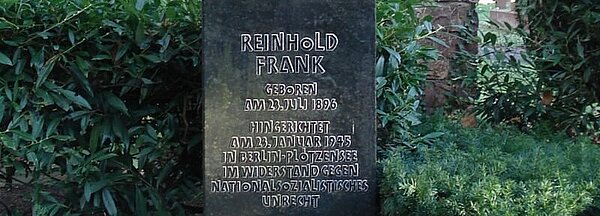 REINHOLD
FRANK
GEBOREN
AM 23. JULI 1896
HINGERICHTET
AM 23. JANUAR 1945
IN BERLIN-PLÖTZENSEE
IM WIDERSTAND GEGEN
NATIONALSOZIALISTISCHES
UNRECHT